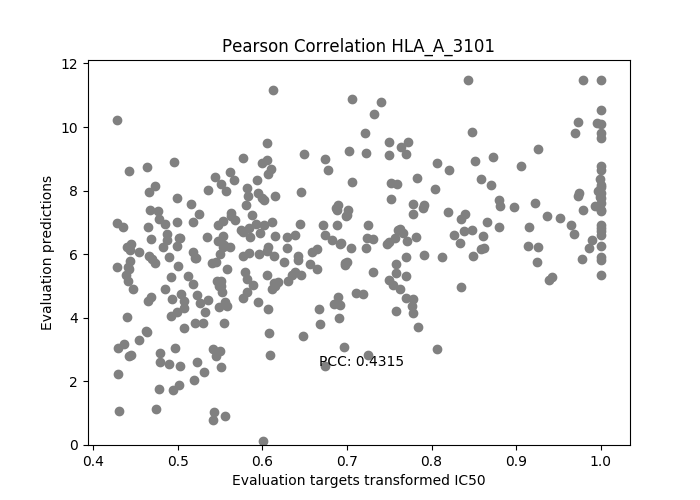 Pearson Correlation HLA_A_3101
Evaluation predictions
12
10
8
6
4
2
0
PCC: 0.4315
0.4 0.5 0.6 0.7 0.8 0.9 1.0
Evaluation targets transformed IC50